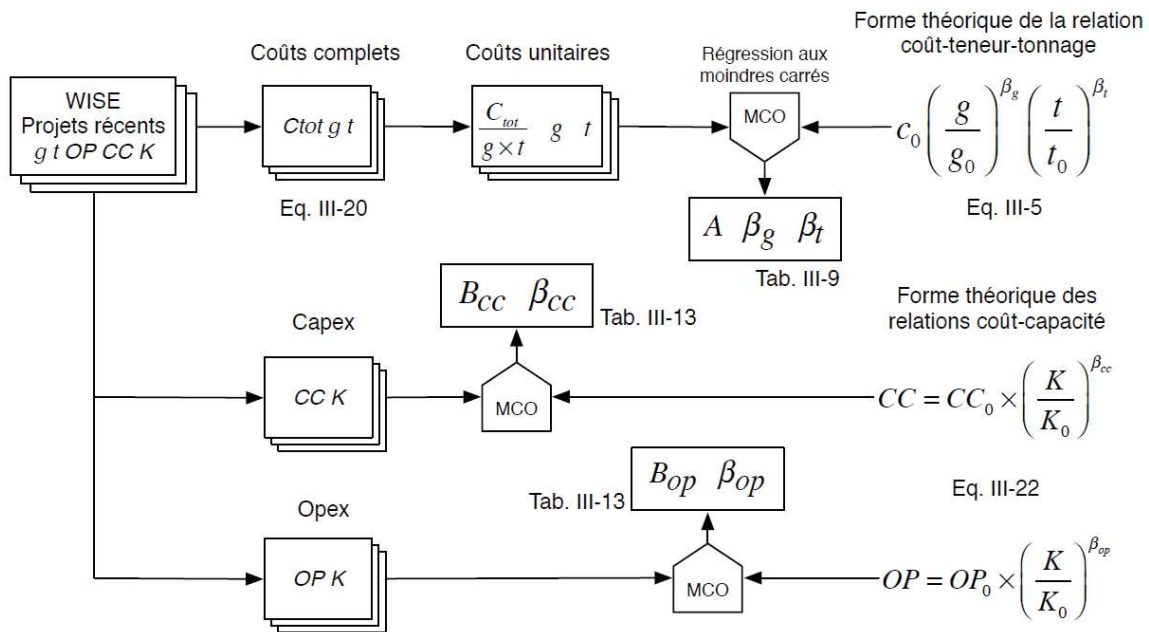 Forme théorique de la relation
coût-teneur-tonnage
Coûts complets
Coûts unitaires
Régression aux
moindres carrés
WISE
Projets récents
g t OP CC K
Ctot g t
C_tot / g × t g t
MCO
c_0 (g / g_0)^β_g (t / t_0)^β_t
Eq. III-20
Eq. III-5
A β_g β_t
Tab. III-9
B_cc β_cc
Tab. III-13
Forme théorique des
relations coût-capacité
Capex
CC K
MCO
CC = CC_0 × (K / K_0)^β_cc
B_op β_op
Tab. III-13
Eq. III-22
Opex
OP K
MCO
OP = OP_0 × (K / K_0)^β_op